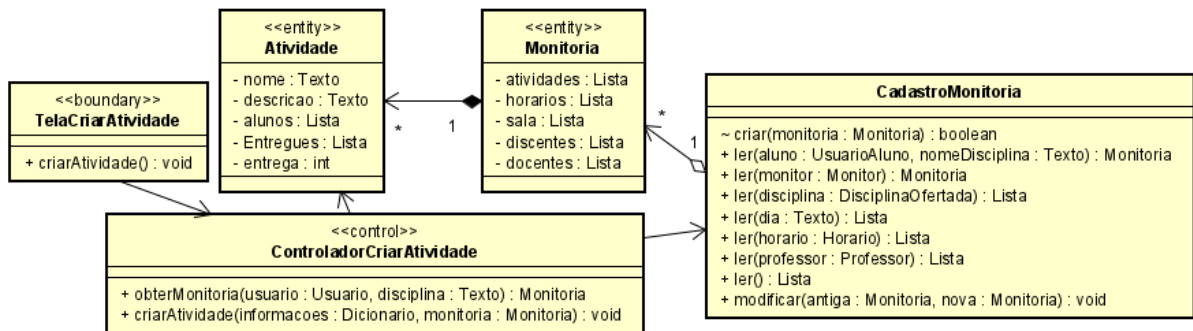 <<entity>>
Atividade
- nome : Texto
- descricao : Texto
- alunos : Lista
- Entregues : Lista
- entrega : int
<<entity>>
Monitoria
- atividades : Lista
- horarios : Lista
- sala : Lista
- discentes : Lista
- docentes : Lista
<<boundary>>
TelaCriarAtividade
+ criarAtividade() : void
*
1
*
1
CadastroMonitoria
~ criar(monitoria : Monitoria) : boolean
+ ler(aluno : UsuarioAluno, nomeDisciplina : Texto) : Monitoria
+ ler(monitor : Monitor) : Monitoria
+ ler(disciplina : DisciplinaOfertada) : Lista
+ ler(dia : Texto) : Lista
+ ler(horario : Horario) : Lista
+ ler(professor : Professor) : Lista
+ ler() : Lista
+ modificar(antiga : Monitoria, nova : Monitoria) : void
<<control>>
ControladorCriarAtividade
+ obterMonitoria(usuario : Usuario, disciplina : Texto) : Monitoria
+ criarAtividade(informacoes : Dicionario, monitoria : Monitoria) : void